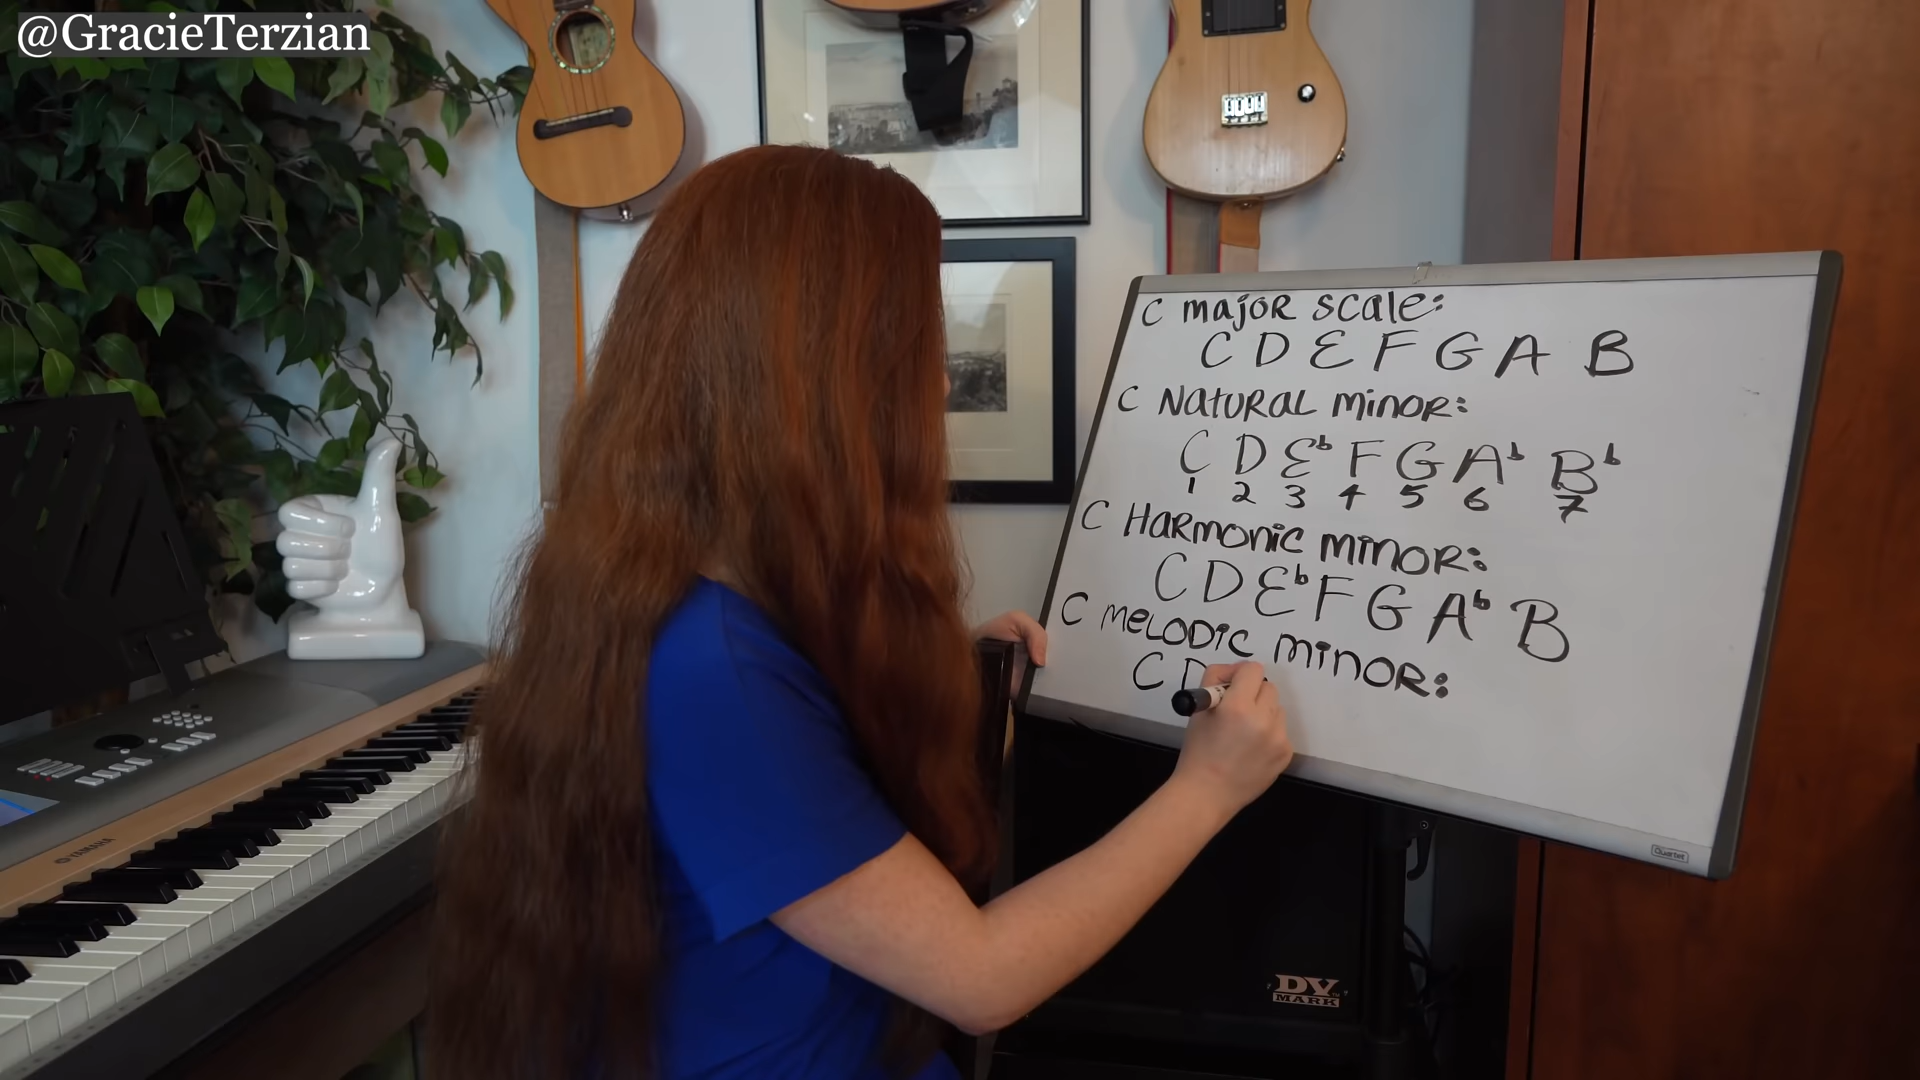 @GracieTerzian
C major scale:
C D E F G A B
C Natural minor:
C D E♭ F G A♭ B♭
1 2 3 4 5 6 7
C Harmonic minor:
C D E♭ F G A♭ B
C melodic minor:
C D
YAMAHA
Quartet
DV
MARK